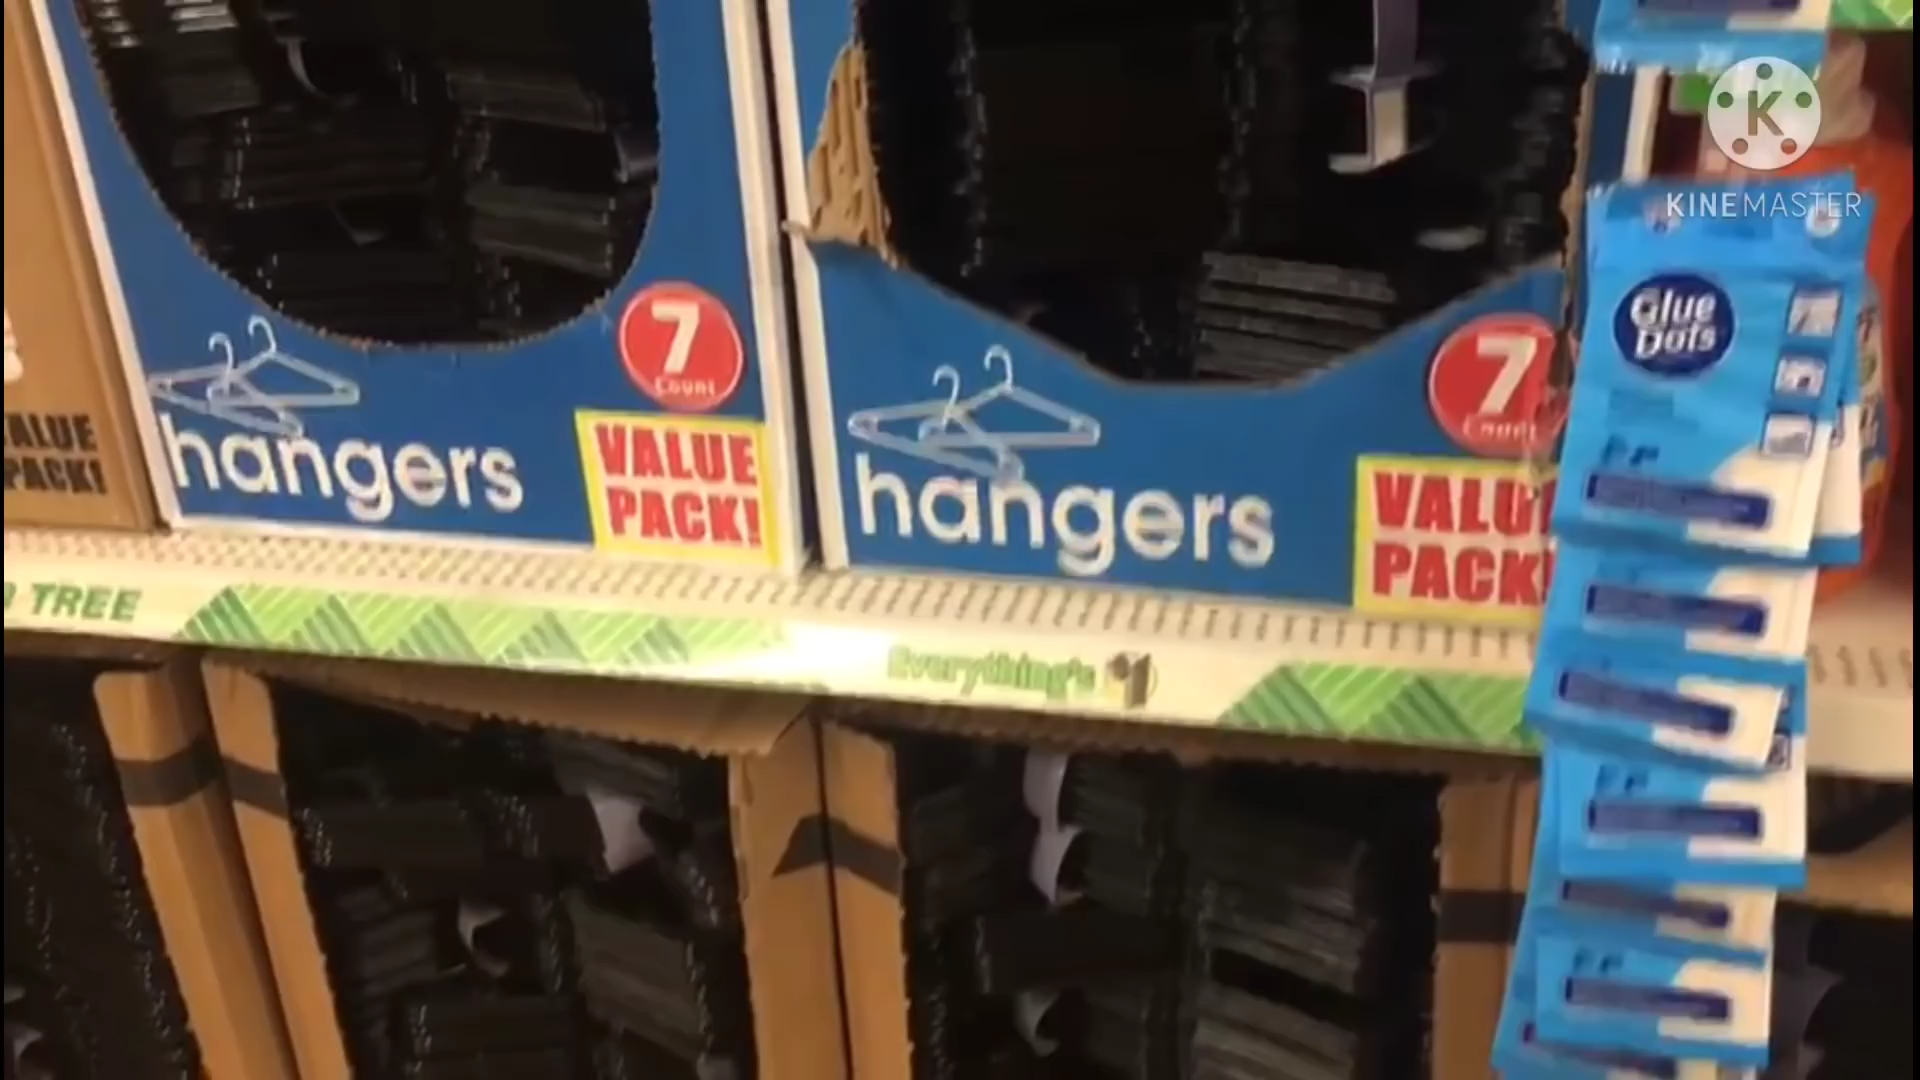 K
KINEMASTER
Glue
Dots
7
Count
7
Count
hangers
VALUE
PACK!
hangers
VALU
PACK!
ALUE
PACK!
TREE
Everything's $1